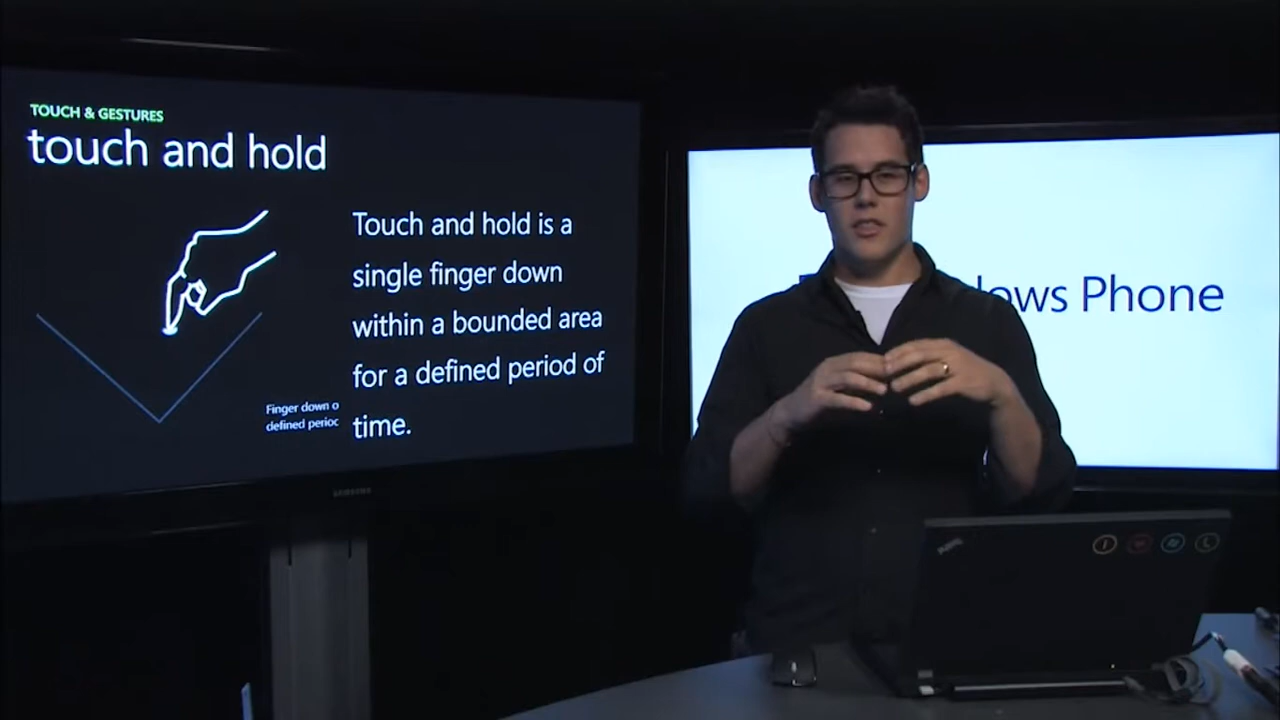 TOUCH & GESTURES
touch and hold
Touch and hold is a
single finger down
within a bounded area
for a defined period of
time.
Finger down o
defined perioc
SAMSUNG
dows Phone